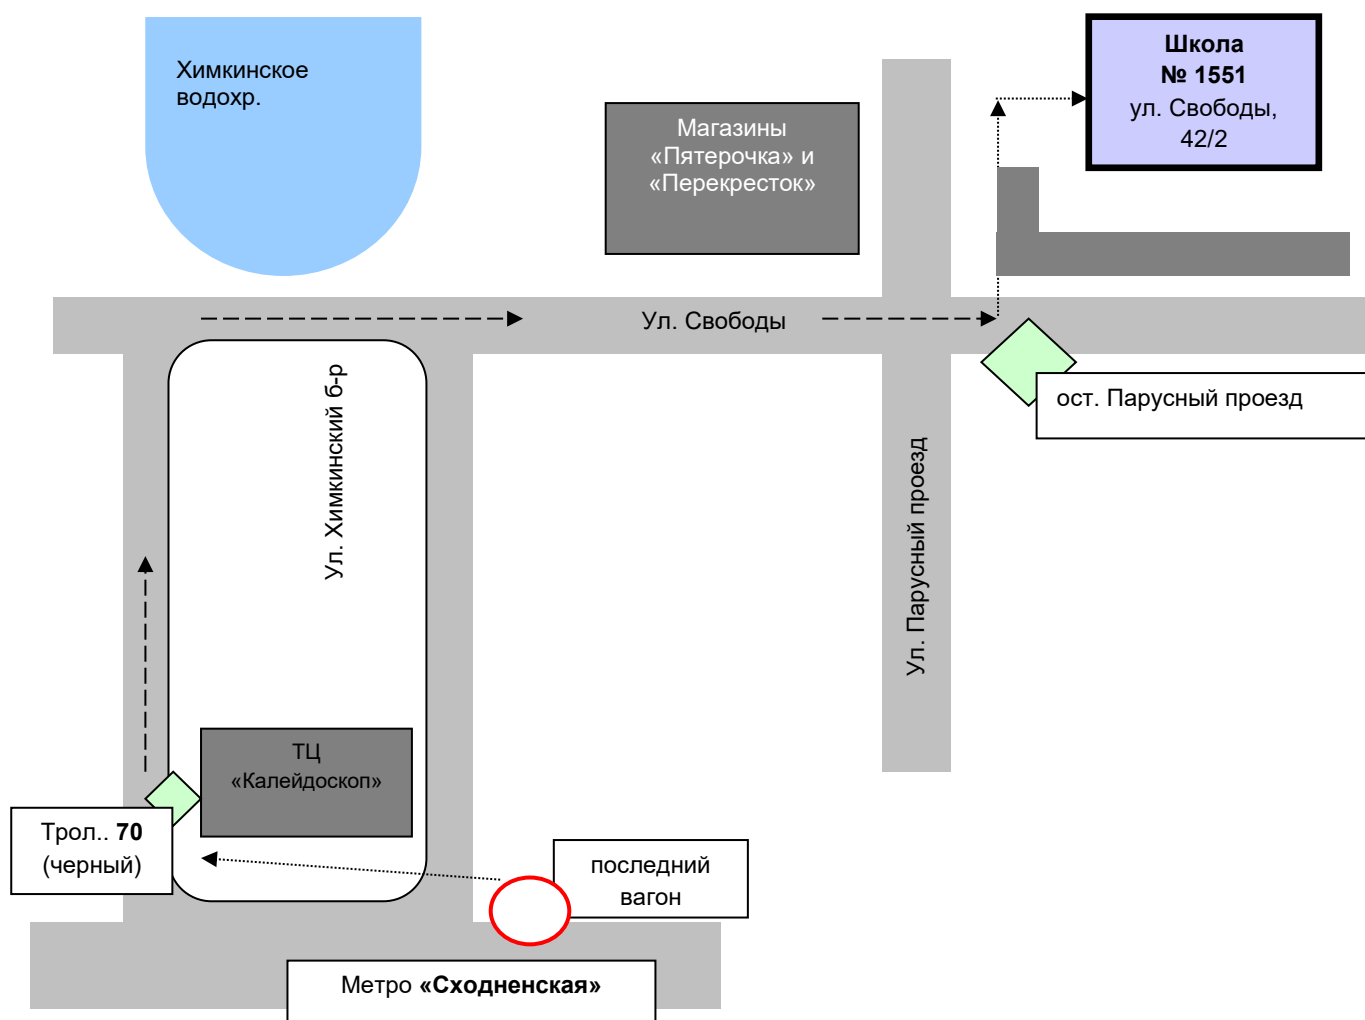 Химкинское
водохр.
Школа
№ 1551
ул. Свободы,
42/2
Магазины
«Пятерочка» и
«Перекресток»
Ул. Свободы
Ул. Химкинский б-р
ост. Парусный проезд
Ул. Парусный проезд
ТЦ
«Калейдоскоп»
Трол.. 70
(черный)
последний
вагон
Метро «Сходненская»